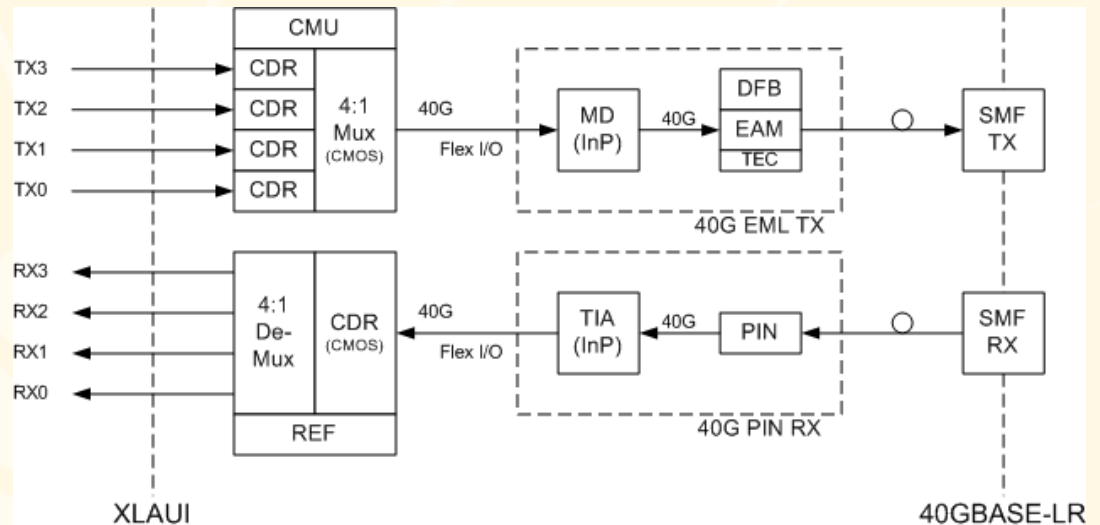 CMU
TX3
CDR
TX2
CDR
TX1
CDR
TX0
CDR
4:1
Mux
(CMOS)
40G
Flex I/O
MD
(InP)
40G
DFB
EAM
TEC
SMF
TX
40G EML TX
RX3
RX2
RX1
RX0
4:1
De-
Mux
CDR
(CMOS)
REF
40G
Flex I/O
TIA
(InP)
40G
PIN
SMF
RX
40G PIN RX
XLAUI
40GBASE-LR